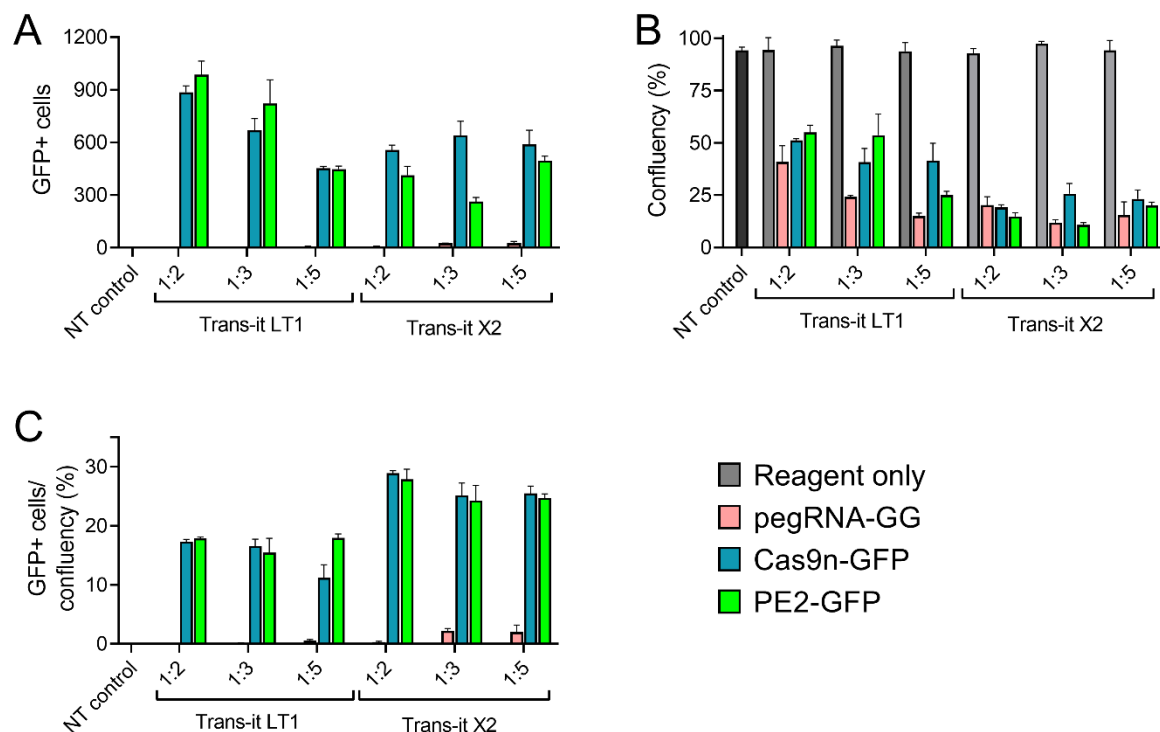 A
1200
900
600
300
0
GFP+ cells
NT control
1:2
1:3
1:5
1:2
1:3
1:5
Trans-it LT1
Trans-it X2
B
100
75
50
25
0
Confluency (%)
NT control
1:2
1:3
1:5
1:2
1:3
1:5
Trans-it LT1
Trans-it X2
C
30
20
10
0
GFP+ cells/
confluency (%)
NT control
1:2
1:3
1:5
1:2
1:3
1:5
Trans-it LT1
Trans-it X2
Reagent only
pegRNA-GG
Cas9n-GFP
PE2-GFP